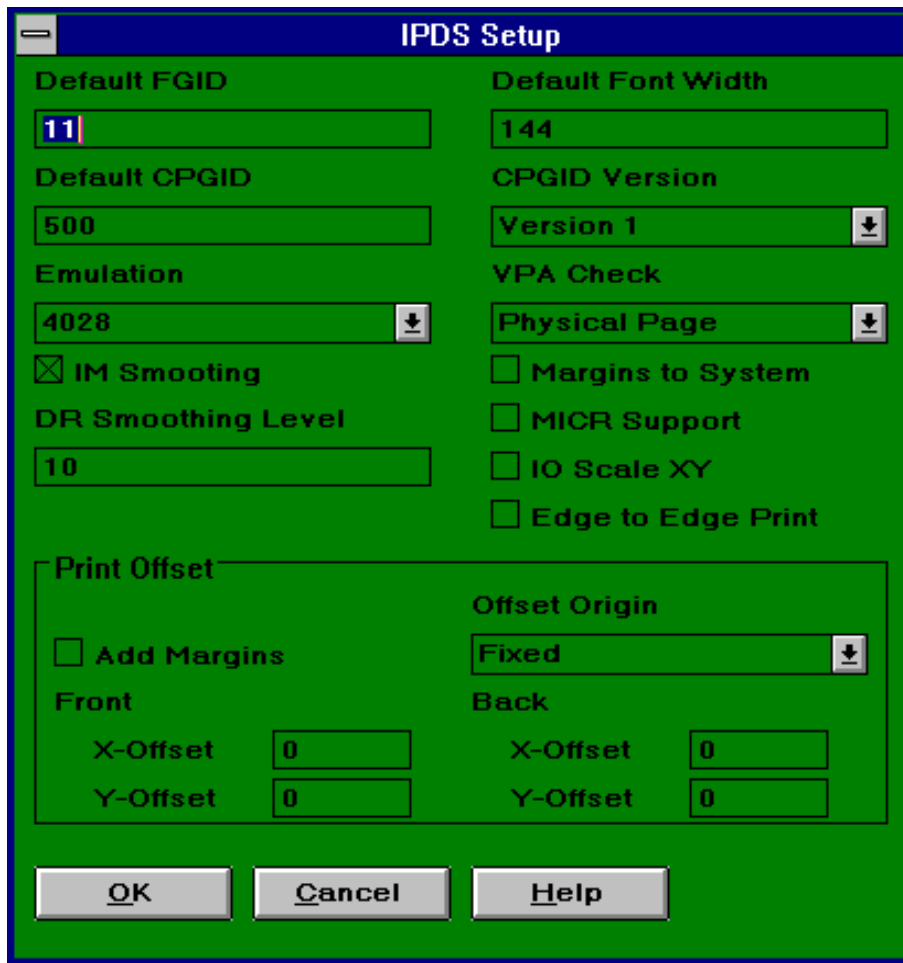 IPDS Setup
Default FGID
Default Font Width
11
144
Default CPGID
CPGID Version
500
Version 1
Emulation
VPA Check
4028
Physical Page
IM Smooting
Margins to System
DR Smoothing Level
MICR Support
10
IO Scale XY
Edge to Edge Print
Print Offset
Offset Origin
Add Margins
Fixed
Front
Back
X-Offset 0
X-Offset 0
Y-Offset 0
Y-Offset 0
OK
Cancel
Help